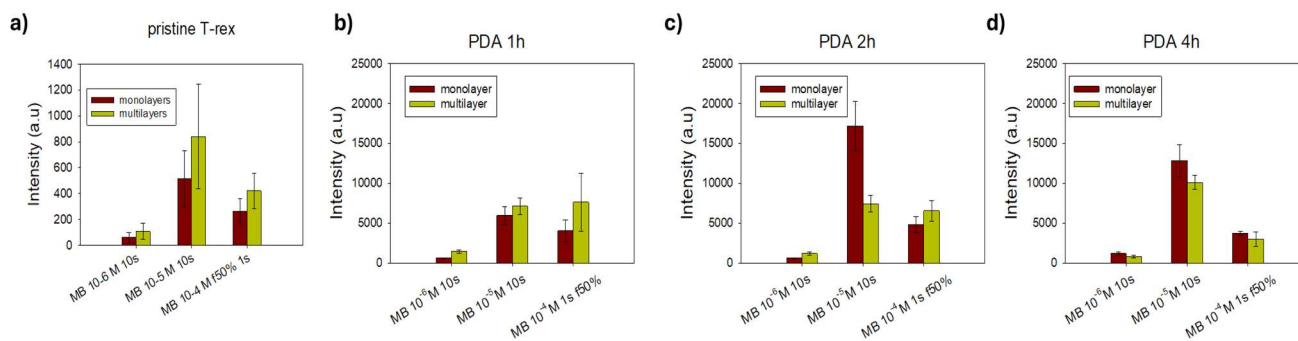 a)
pristine T-rex
Intensity (a.u)
1400
1200
1000
800
600
400
200
0
monolayers
multilayers
MB 10-6 M 10s
MB 10-5 M 10s
MB 10-4 M f50% 1s
b)
PDA 1h
Intensity (a.u)
25000
20000
15000
10000
5000
0
monolayer
multilayer
MB 10⁻⁶M 10s
MB 10⁻⁵M 10s
MB 10⁻⁴M 1s f50%
c)
PDA 2h
Intensity (a.u)
25000
20000
15000
10000
5000
0
monolayer
multilayer
MB 10⁻⁶M 10s
MB 10⁻⁵M 10s
MB 10⁻⁴M 1s f50%
d)
PDA 4h
Intensity (a.u)
25000
20000
15000
10000
5000
0
monolayer
multilayer
MB 10⁻⁶M 10s
MB 10⁻⁵M 10s
MB 10⁻⁴M 1s f50%